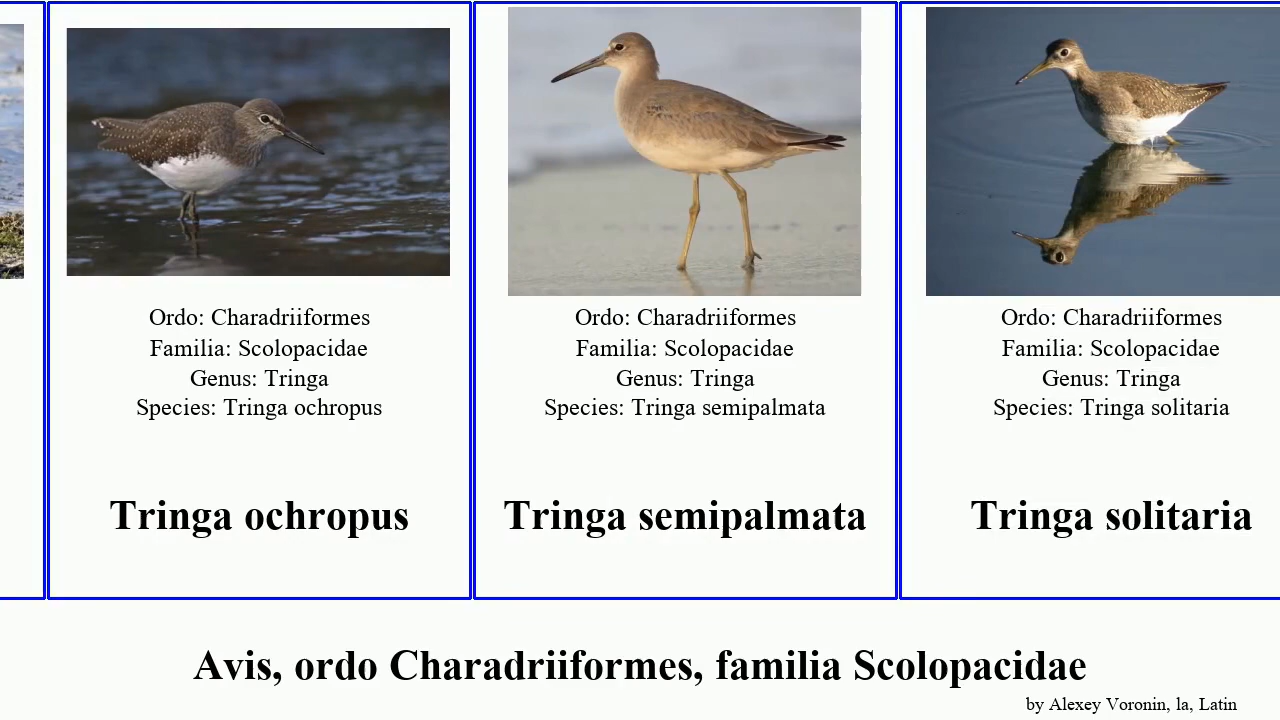 Ordo: Charadriiformes
Familia: Scolopacidae
Genus: Tringa
Species: Tringa ochropus
Tringa ochropus
Ordo: Charadriiformes
Familia: Scolopacidae
Genus: Tringa
Species: Tringa semipalmata
Tringa semipalmata
Ordo: Charadriiformes
Familia: Scolopacidae
Genus: Tringa
Species: Tringa solitaria
Tringa solitaria
Avis, ordo Charadriiformes, familia Scolopacidae
by Alexey Voronin, la, Latin